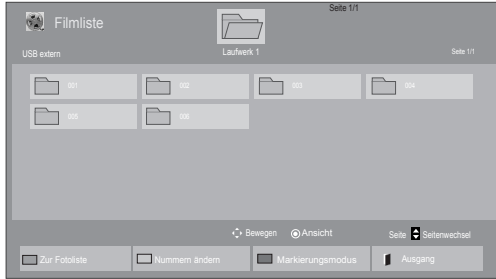 Seite 1/1
Filmliste
USB extern
Laufwerk 1
Seite 1/1
001
002
003
004
005
006
Bewegen
Ansicht
Seite
Seitenwechsel
Zur Fotoliste
Nummern ändern
Markierungsmodus
Ausgang